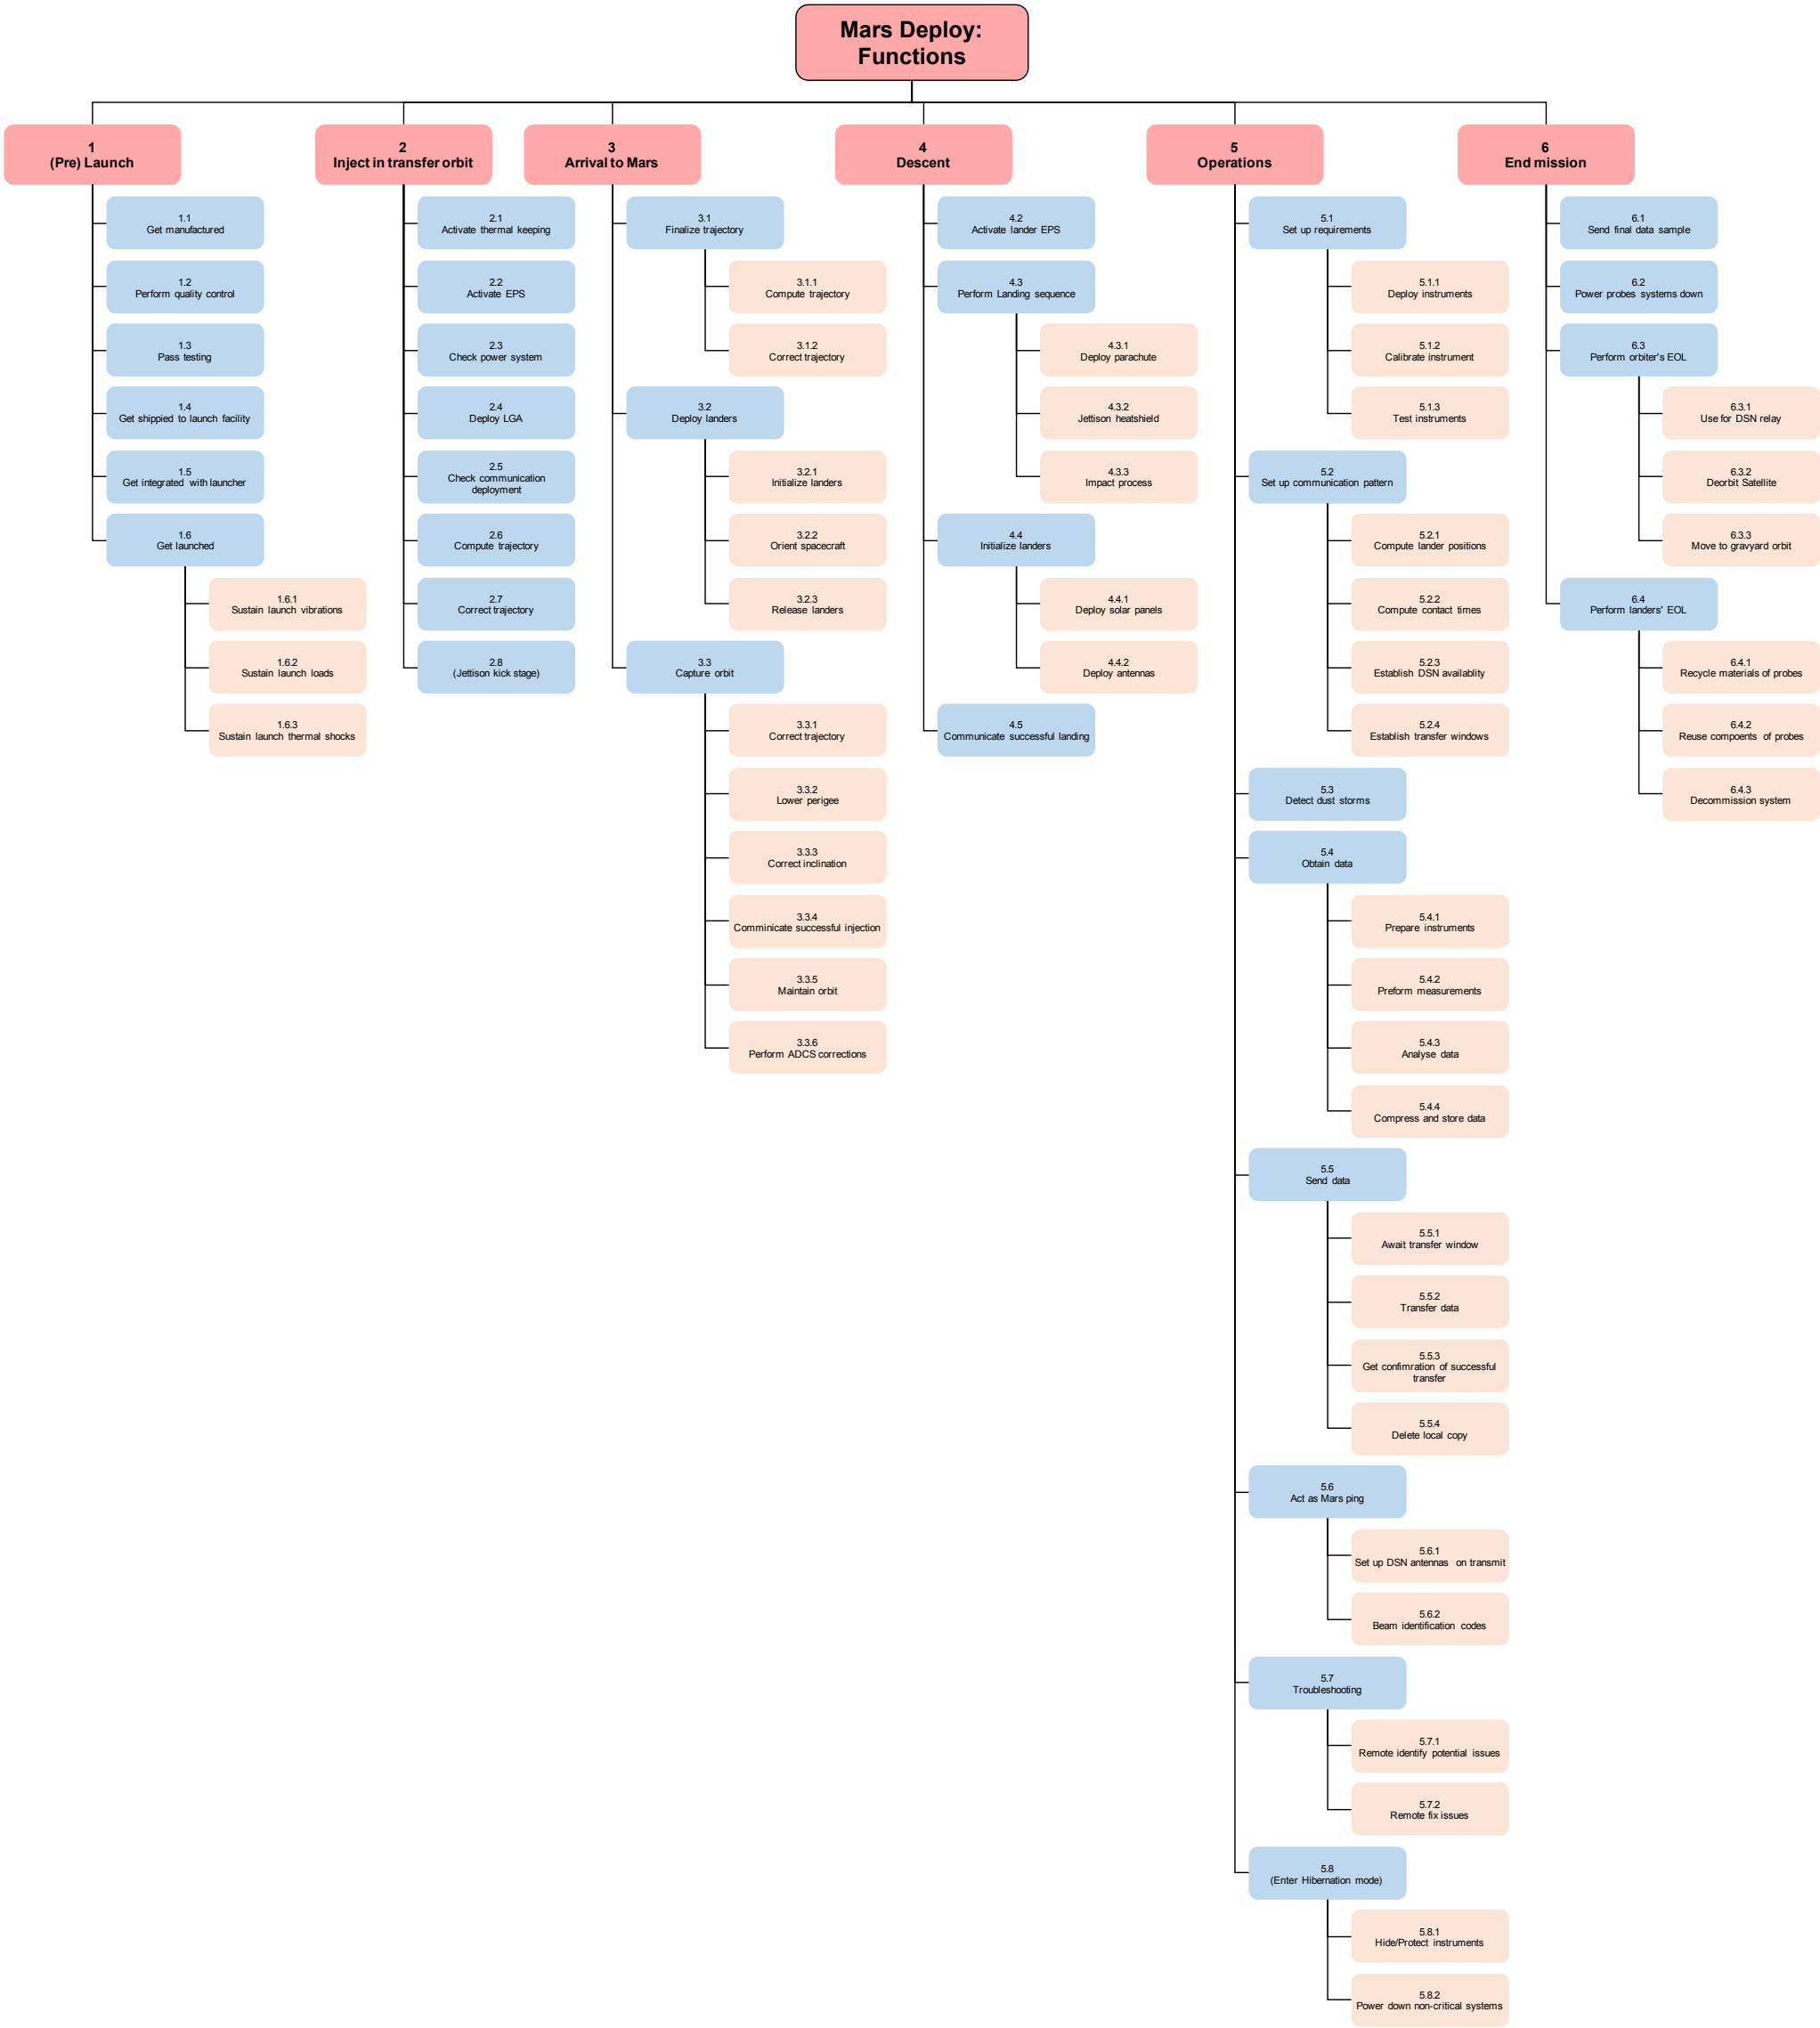 Mars Deploy:
Functions
1
(Pre) Launch
1.1
Get manufactured
1.2
Perform quality control
1.3
Pass testing
1.4
Get shippied to launch facility
1.5
Get integrated with launcher
1.6
Get launched
1.6.1
Sustain launch vibrations
1.6.2
Sustain launch loads
1.6.3
Sustain launch thermal shocks
2
Inject in transfer orbit
2.1
Activate thermal keeping
2.2
Activate EPS
2.3
Check power system
2.4
Deploy LGA
2.5
Check communication
deployment
2.6
Compute trajectory
2.7
Correct trajectory
2.8
(Jettison kick stage)
3
Arrival to Mars
3.1
Finalize trajectory
3.1.1
Compute trajectory
3.1.2
Correct trajectory
3.2
Deploy landers
3.2.1
Initialize landers
3.2.2
Orient spacecraft
3.2.3
Release landers
3.3
Capture orbit
3.3.1
Correct trajectory
3.3.2
Lower perigee
3.3.3
Correct inclination
3.3.4
Comminicate successful injection
3.3.5
Maintain orbit
3.3.6
Perform ADCS corrections
4
Descent
4.2
Activate lander EPS
4.3
Perform Landing sequence
4.3.1
Deploy parachute
4.3.2
Jettison heatshield
4.3.3
Impact process
4.4
Initialize landers
4.4.1
Deploy solar panels
4.4.2
Deploy antennas
4.5
Communicate successful landing
5
Operations
5.1
Set up requirements
5.1.1
Deploy instruments
5.1.2
Calibrate instrument
5.1.3
Test instruments
5.2
Set up communication pattern
5.2.1
Compute lander positions
5.2.2
Compute contact times
5.2.3
Establish DSN availablity
5.2.4
Establish transfer windows
5.3
Detect dust storms
5.4
Obtain data
5.4.1
Prepare instruments
5.4.2
Preform measurements
5.4.3
Analyse data
5.4.4
Compress and store data
5.5
Send data
5.5.1
Await transfer window
5.5.2
Transfer data
5.5.3
Get confimration of successful
transfer
5.5.4
Delete local copy
5.6
Act as Mars ping
5.6.1
Set up DSN antennas on transmit
5.6.2
Beam identification codes
5.7
Troubleshooting
5.7.1
Remote identify potential issues
5.7.2
Remote fix issues
5.8
(Enter Hibernation mode)
5.8.1
Hide/Protect instruments
5.8.2
Power down non-critical systems
6
End mission
6.1
Send final data sample
6.2
Power probes systems down
6.3
Perform orbiter's EOL
6.3.1
Use for DSN relay
6.3.2
Deorbit Satellite
6.3.3
Move to gravyard orbit
6.4
Perform landers' EOL
6.4.1
Recycle materials of probes
6.4.2
Reuse compoents of probes
6.4.3
Decommission system